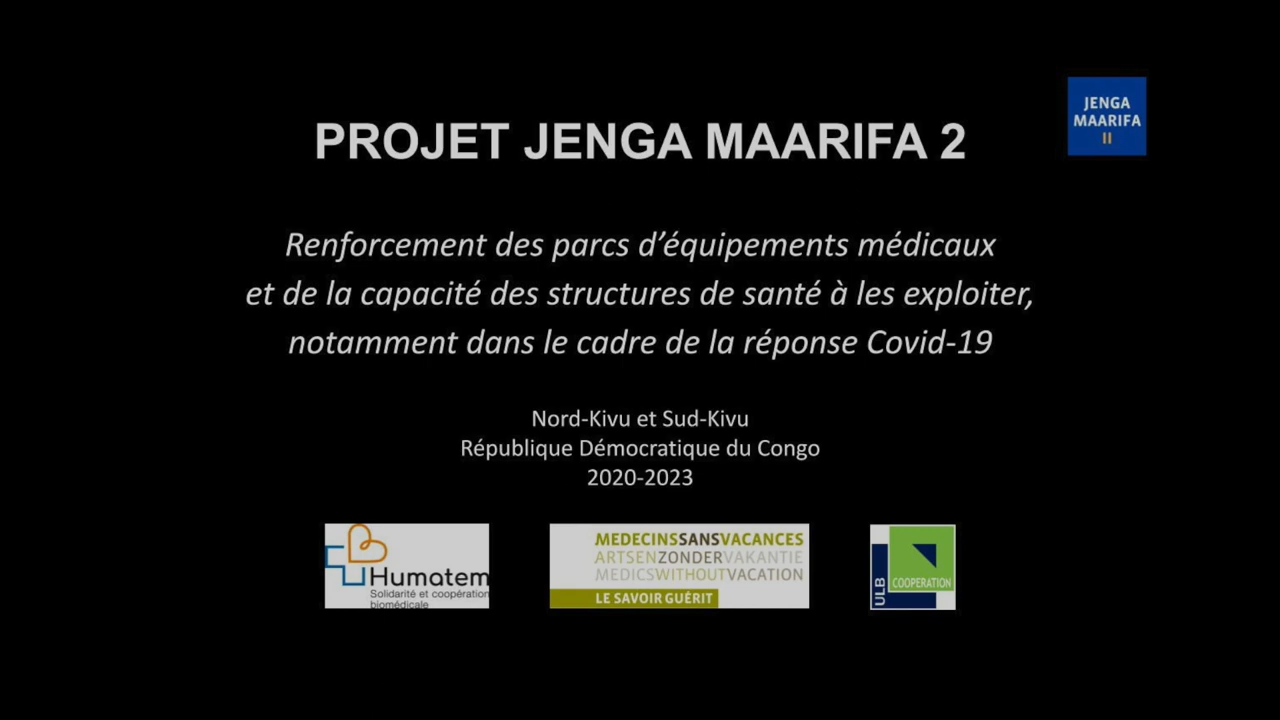 JENGA
MAARIFA
II
PROJET JENGA MAARIFA 2
Renforcement des parcs d’équipements médicaux
et de la capacité des structures de santé à les exploiter,
notamment dans le cadre de la réponse Covid-19
Nord-Kivu et Sud-Kivu
République Démocratique du Congo
2020-2023
Humatem
Solidarité et coopération
biomédicale
MEDECINSSANSVACANCES
ARTSENZONDERVAKANTIE
MEDICSWITHOUTVACATION
LE SAVOIR GUÉRIT
ULB
COOPERATION